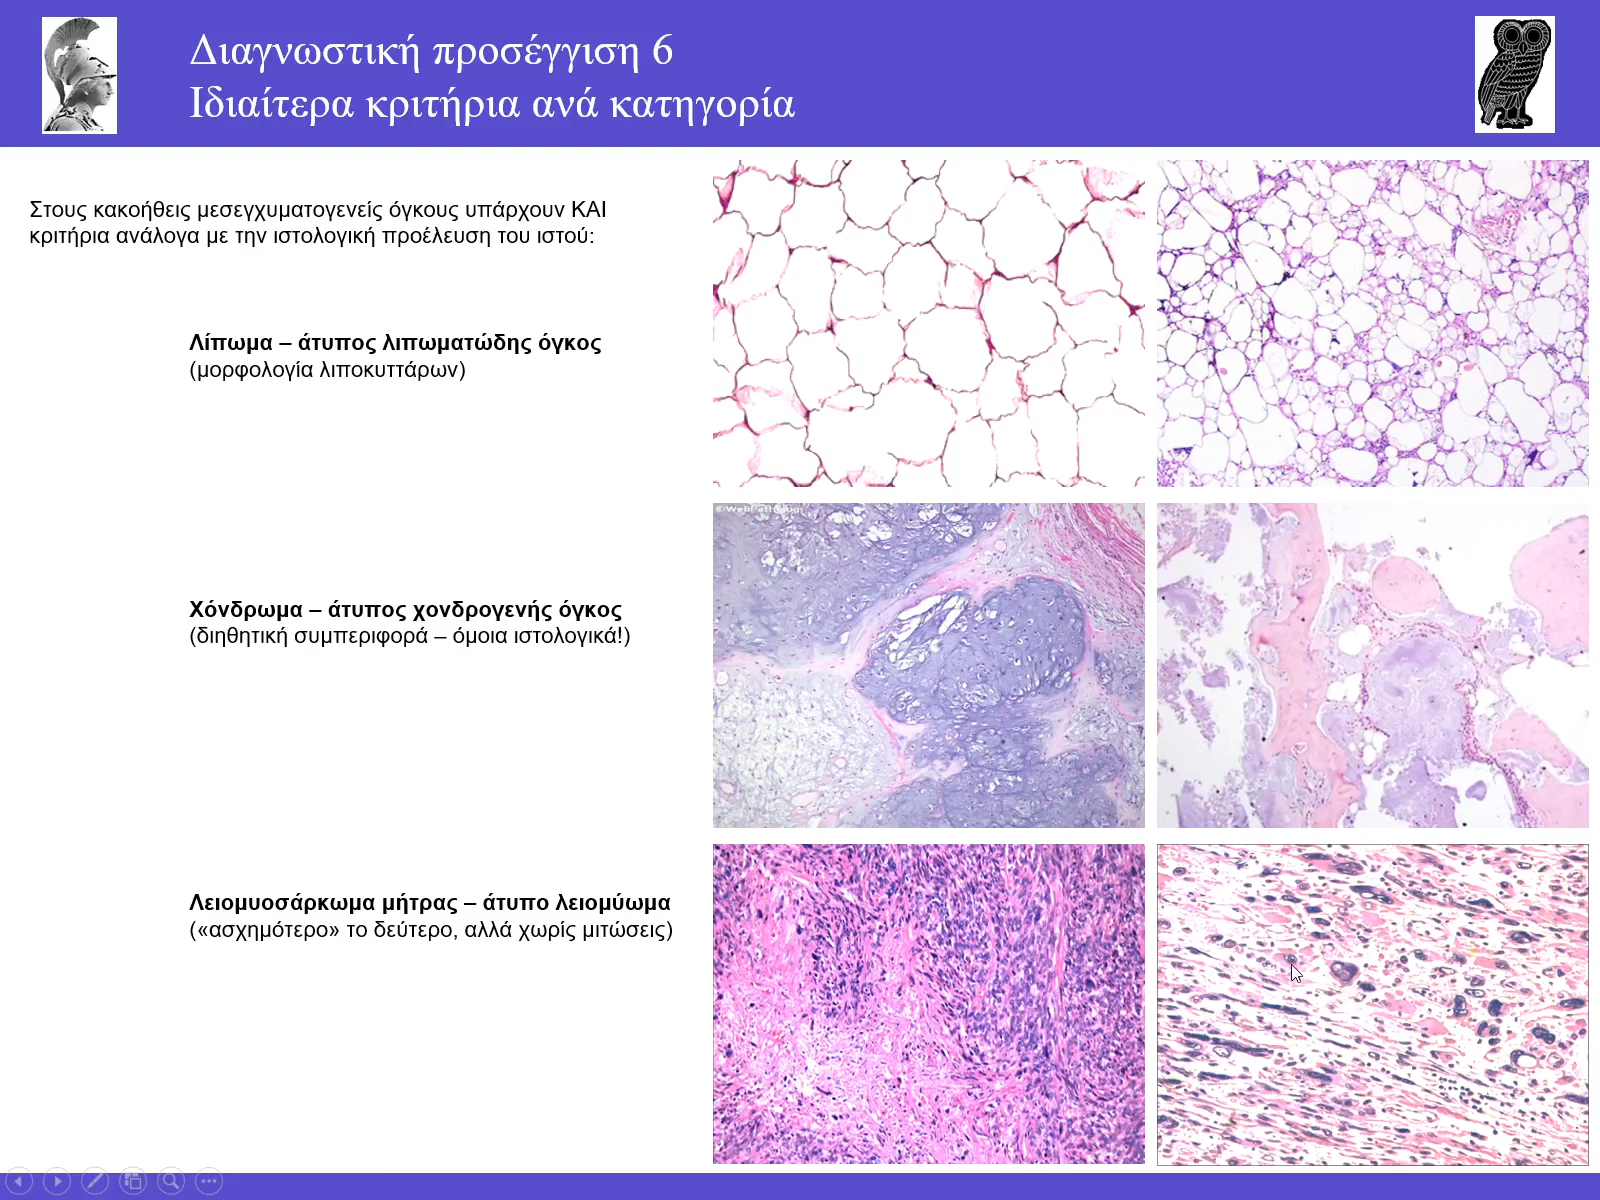 Διαγνωστική προσέγγιση 6
Ιδιαίτερα κριτήρια ανά κατηγορία
Στους κακοήθεις μεσεγχυματογενείς όγκους υπάρχουν ΚΑΙ
κριτήρια ανάλογα με την ιστολογική προέλευση του ιστού:
Λίπωμα – άτυπος λιπωματώδης όγκος
(μορφολογία λιποκυττάρων)
©WebPathology
Χόνδρωμα – άτυπος χονδρογενής όγκος
(διηθητική συμπεριφορά – όμοια ιστολογικά!)
Λειομυοσάρκωμα μήτρας – άτυπο λειομύωμα
(«ασχημότερο» το δεύτερο, αλλά χωρίς μιτώσεις)